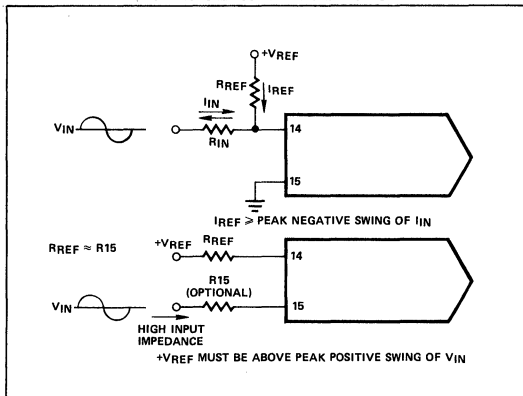 +VREF
RREF
IREF
IIN
VIN
RIN
14
15
IREF ⩾ PEAK NEGATIVE SWING OF IIN
RREF ≈ R15
+VREF
RREF
14
R15
(OPTIONAL)
15
VIN
HIGH INPUT
IMPEDANCE
+VREF MUST BE ABOVE PEAK POSITIVE SWING OF VIN